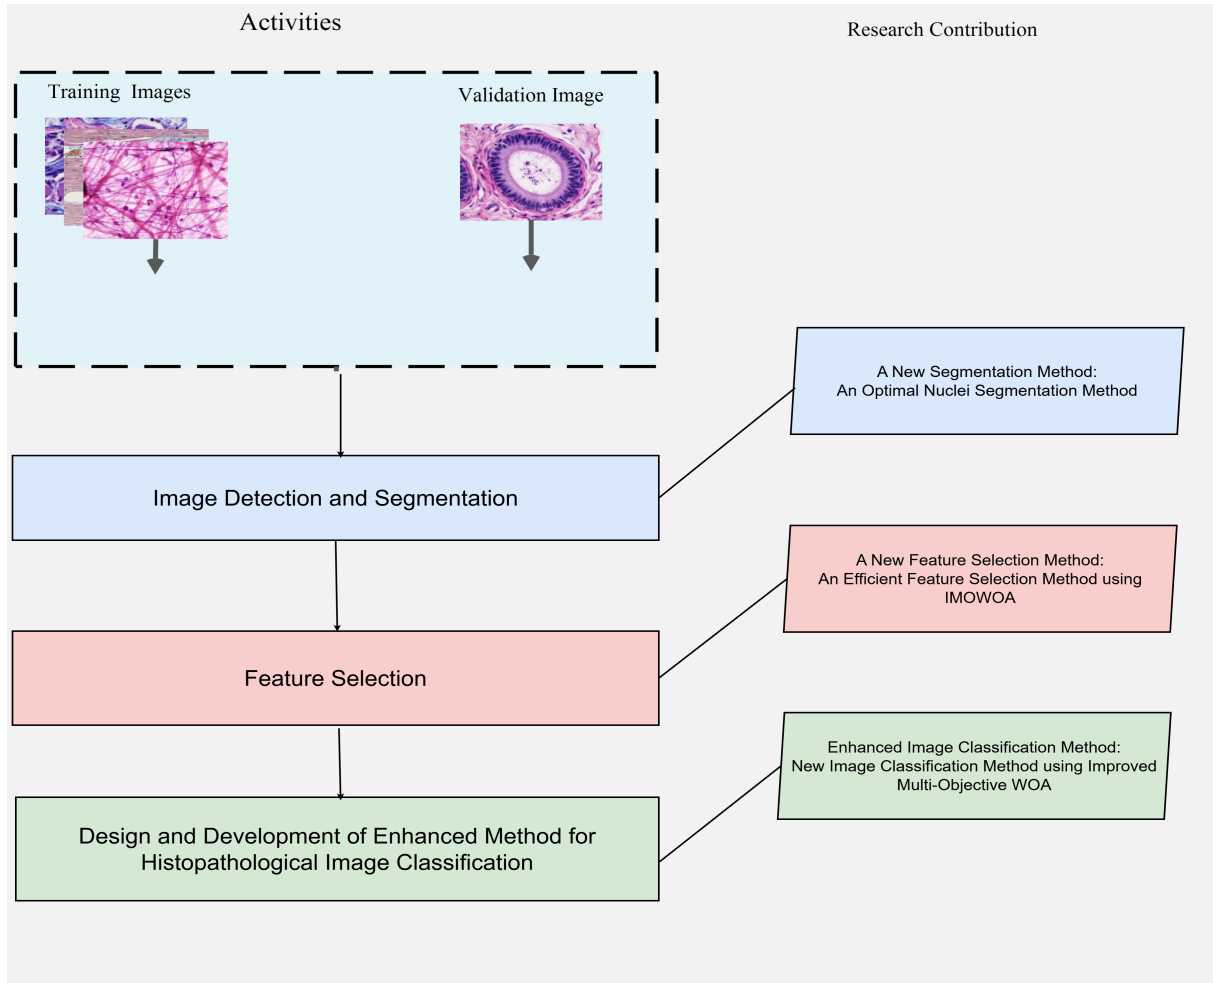 Activities
Research Contribution
Training Images
Validation Image
A New Segmentation Method:
An Optimal Nuclei Segmentation Method
Image Detection and Segmentation
A New Feature Selection Method:
An Efficient Feature Selection Method using
IMOWOA
Feature Selection
Enhanced Image Classification Method:
New Image Classification Method using Improved
Multi-Objective WOA
Design and Development of Enhanced Method for
Histopathological Image Classification